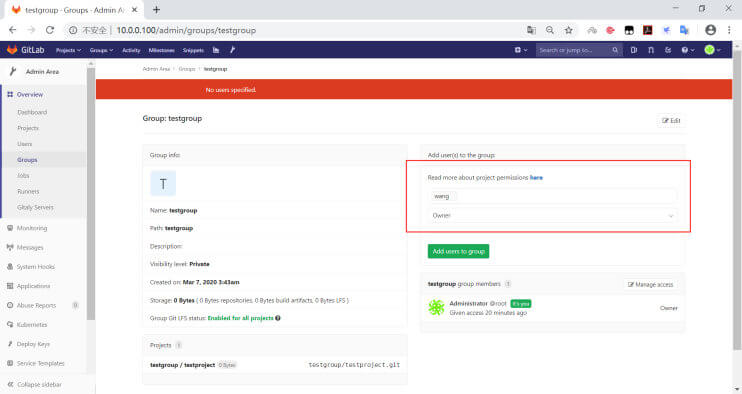 testgroup · Groups · testgroup
不安全 | 10.0.0.100/admin/groups/testgroup
GitLab Projects Groups Activity Milestones Snippets Search or jump to...
Admin Area
Admin Area > Groups > testgroup
Overview
No users specified.
Dashboard
Projects
Users
Groups
Jobs
Runners
Gitaly Servers
Monitoring
Messages
System Hooks
Applications
Abuse Reports 0
Kubernetes
Deploy Keys
Service Templates
Collapse sidebar
Group: testgroup
Edit
Group info:
T
Name: testgroup
Path: testgroup
Description:
Visibility level: Private
Created on: Mar 7, 2020 3:43am
Storage: 0 Bytes ( 0 Bytes repositories, 0 Bytes build artifacts, 0 Bytes LFS )
Group Git LFS status: Enabled for all projects
Projects 1
testgroup / testproject 0 Bytes testgroup/testproject.git
Add user(s) to the group:
Read more about project permissions here
wang
Owner
Add users to group
testgroup group members 1 Manage access
Administrator @root It's you
Given access 20 minutes ago
Owner